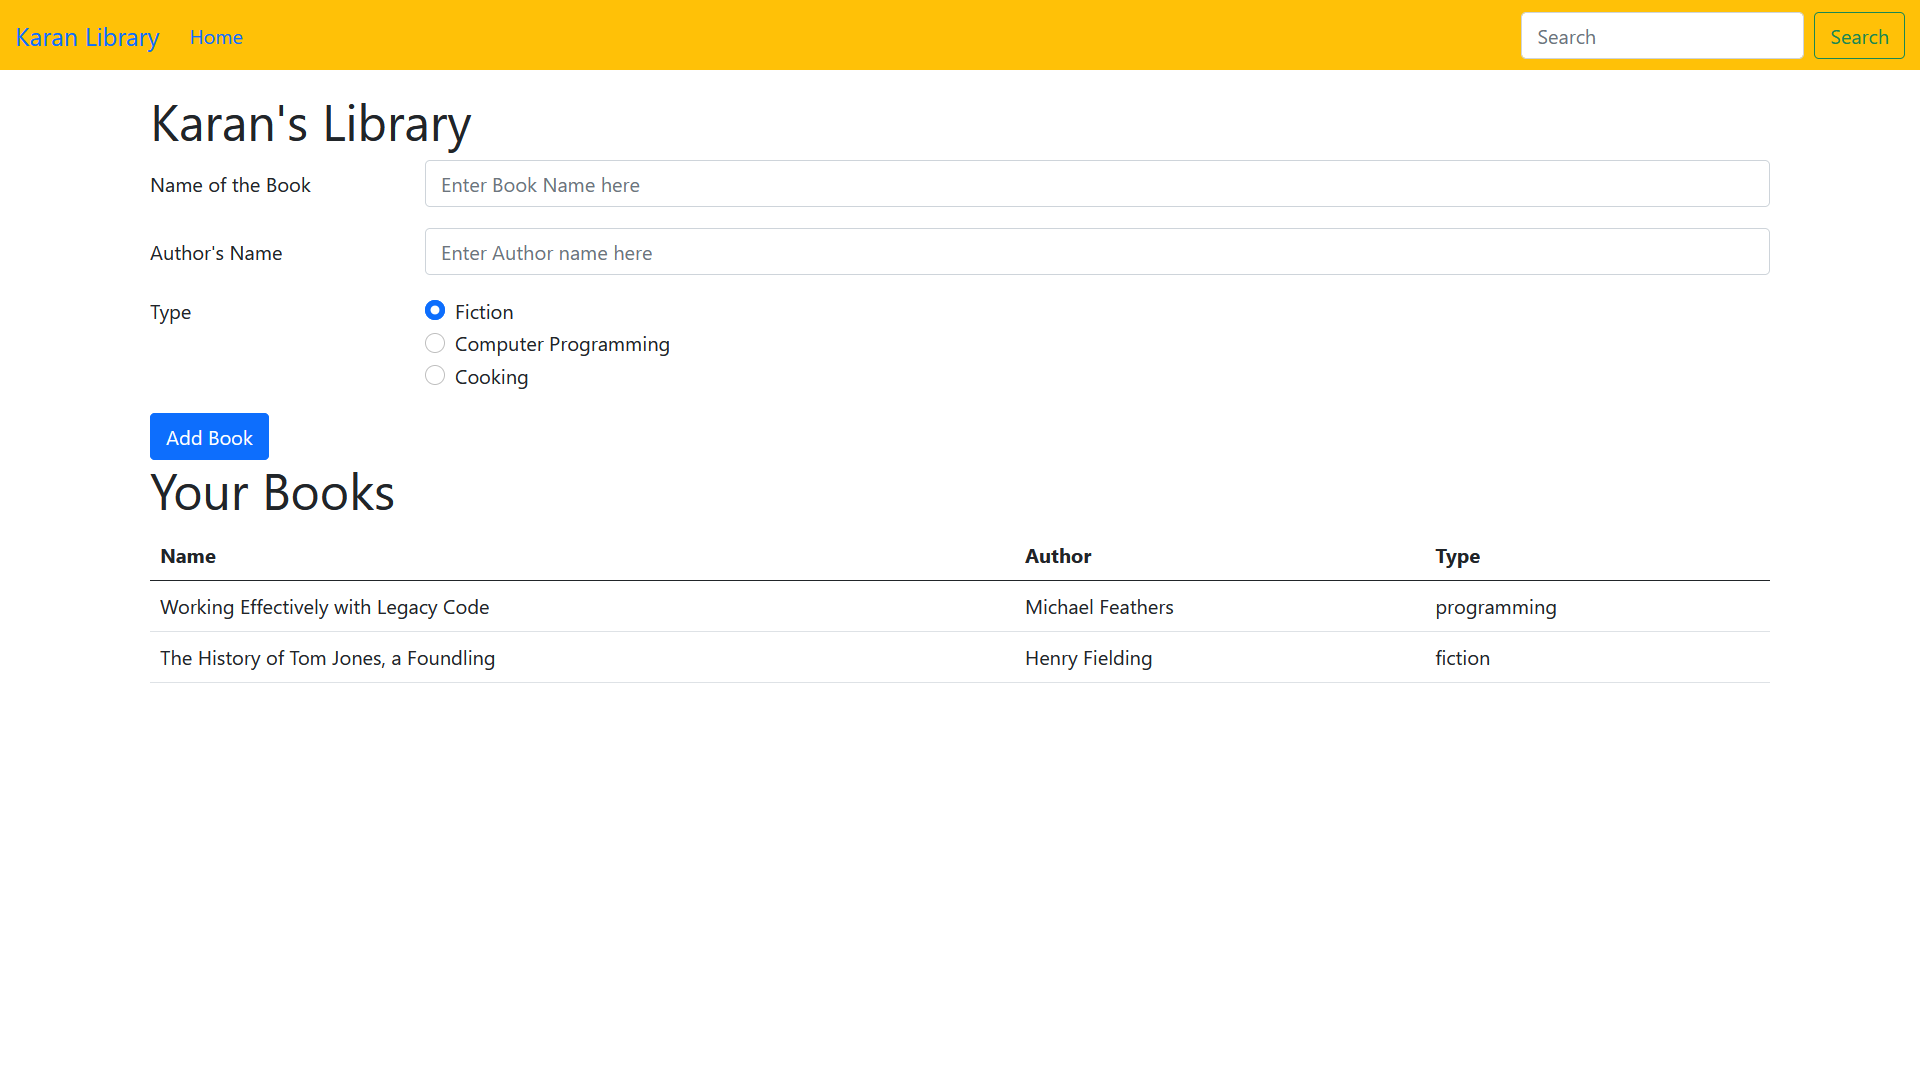 Karan Library Home Search Search
Karan's Library
Name of the Book Enter Book Name here
Author's Name Enter Author name here
Type Fiction
Computer Programming
Cooking
Add Book
Your Books
Name Author Type
Working Effectively with Legacy Code Michael Feathers programming
The History of Tom Jones, a Foundling Henry Fielding fiction